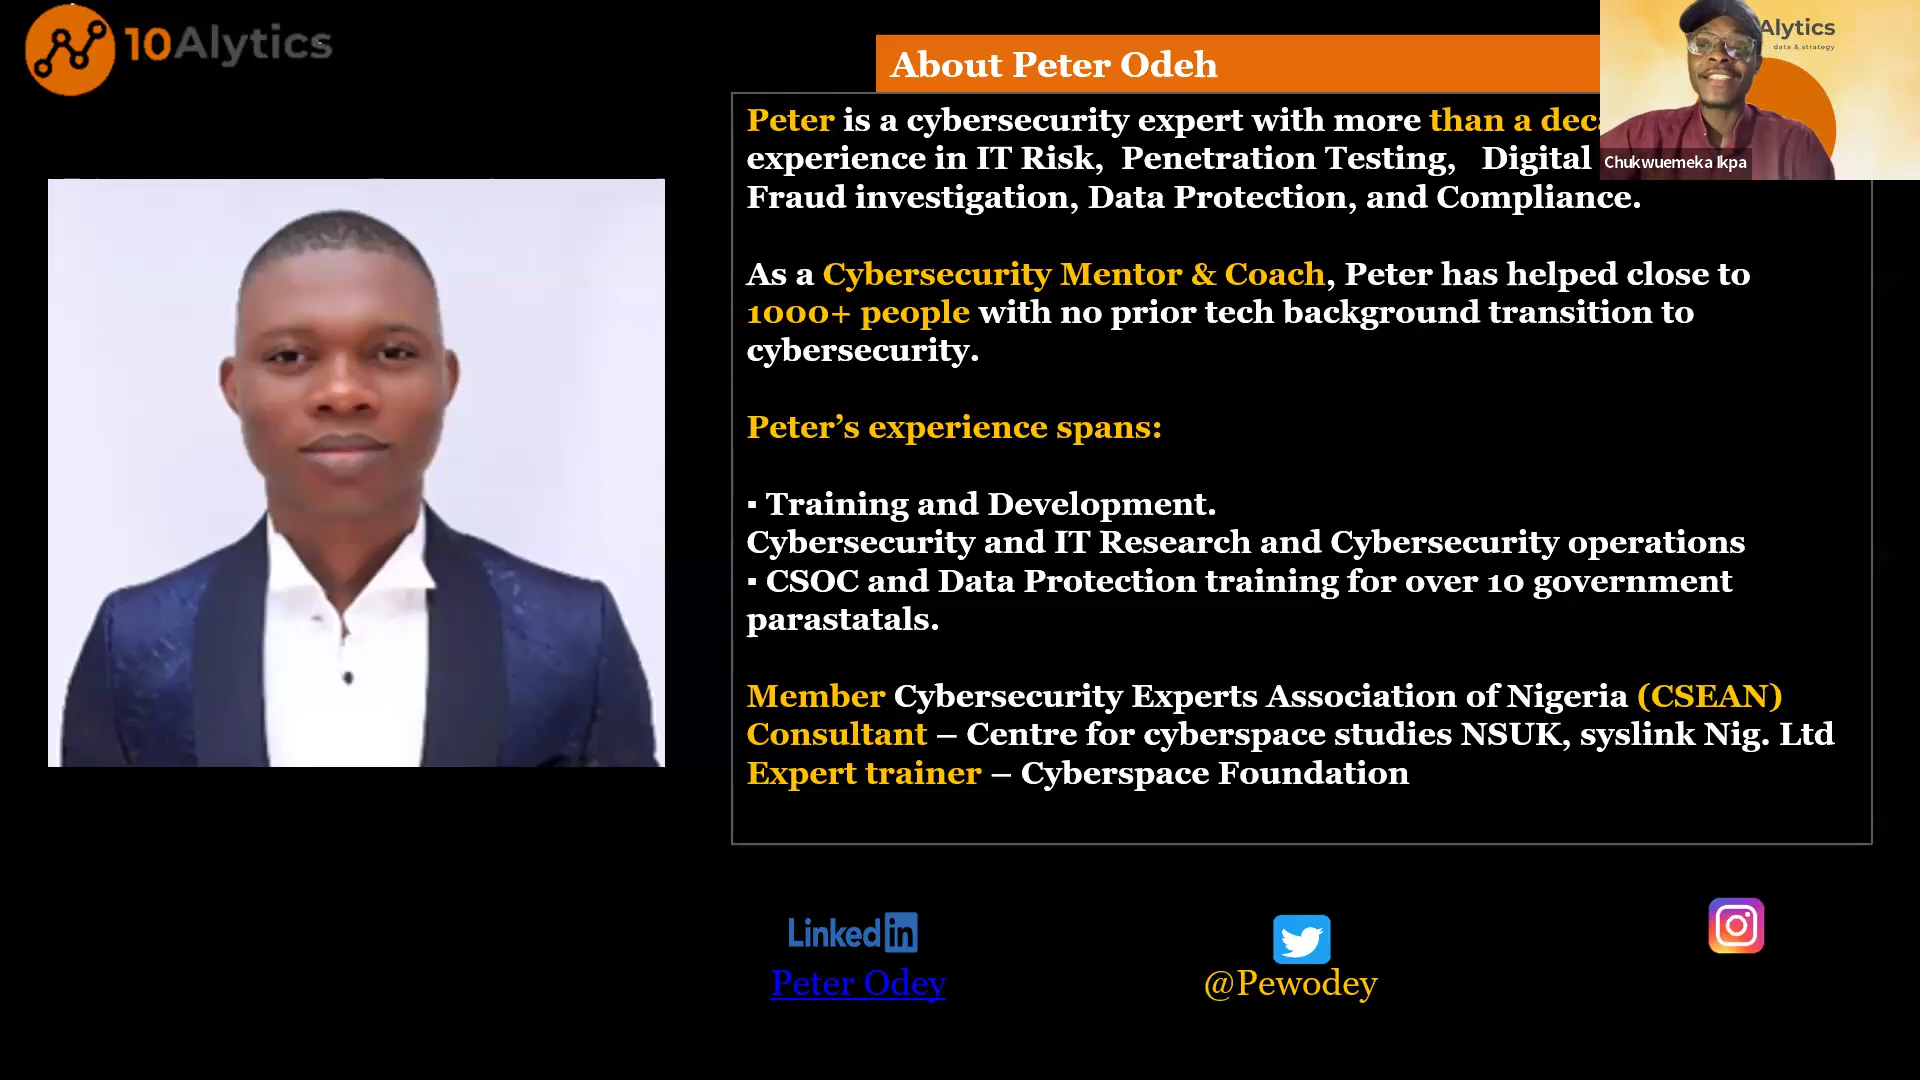 10Alytics
About Peter Odeh
Alytics
data & strategy
Chukwuemeka Ikpa
Peter is a cybersecurity expert with more than a
experience in IT Risk, Penetration Testing, Digital
Fraud investigation, Data Protection, and Compliance.
As a Cybersecurity Mentor & Coach, Peter has helped close to
1000+ people with no prior tech background transition to
cybersecurity.
Peter’s experience spans:
▪ Training and Development.
Cybersecurity and IT Research and Cybersecurity operations
▪ CSOC and Data Protection training for over 10 government
parastatals.
Member Cybersecurity Experts Association of Nigeria (CSEAN)
Consultant – Centre for cyberspace studies NSUK, syslink Nig. Ltd
Expert trainer – Cyberspace Foundation
Linked in
Peter Odey
@Pewodey